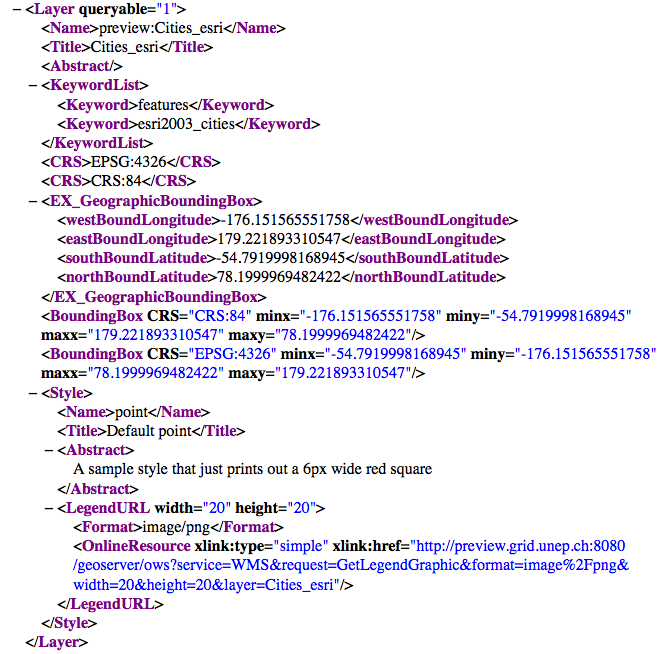 − <Layer queryable="1">
<Name>preview:Cities_esri</Name>
<Title>Cities_esri</Title>
<Abstract/>
− <KeywordList>
<Keyword>features</Keyword>
<Keyword>esri2003_cities</Keyword>
</KeywordList>
<CRS>EPSG:4326</CRS>
<CRS>CRS:84</CRS>
− <EX_GeographicBoundingBox>
<westBoundLongitude>-176.151565551758</westBoundLongitude>
<eastBoundLongitude>179.221893310547</eastBoundLongitude>
<southBoundLatitude>-54.7919998168945</southBoundLatitude>
<northBoundLatitude>78.1999969482422</northBoundLatitude>
</EX_GeographicBoundingBox>
<BoundingBox CRS="CRS:84" minx="-176.151565551758" miny="-54.7919998168945"
maxx="179.221893310547" maxy="78.1999969482422"/>
<BoundingBox CRS="EPSG:4326" minx="-54.7919998168945" miny="-176.151565551758"
maxx="78.1999969482422" maxy="179.221893310547"/>
− <Style>
<Name>point</Name>
<Title>Default point</Title>
− <Abstract>
A sample style that just prints out a 6px wide red square
</Abstract>
− <LegendURL width="20" height="20">
<Format>image/png</Format>
<OnlineResource xlink:type="simple" xlink:href="http://preview.grid.unep.ch:8080
/geoserver/ows?service=WMS&request=GetLegendGraphic&format=image%2Fpng&
width=20&height=20&layer=Cities_esri"/>
</LegendURL>
</Style>
</Layer>